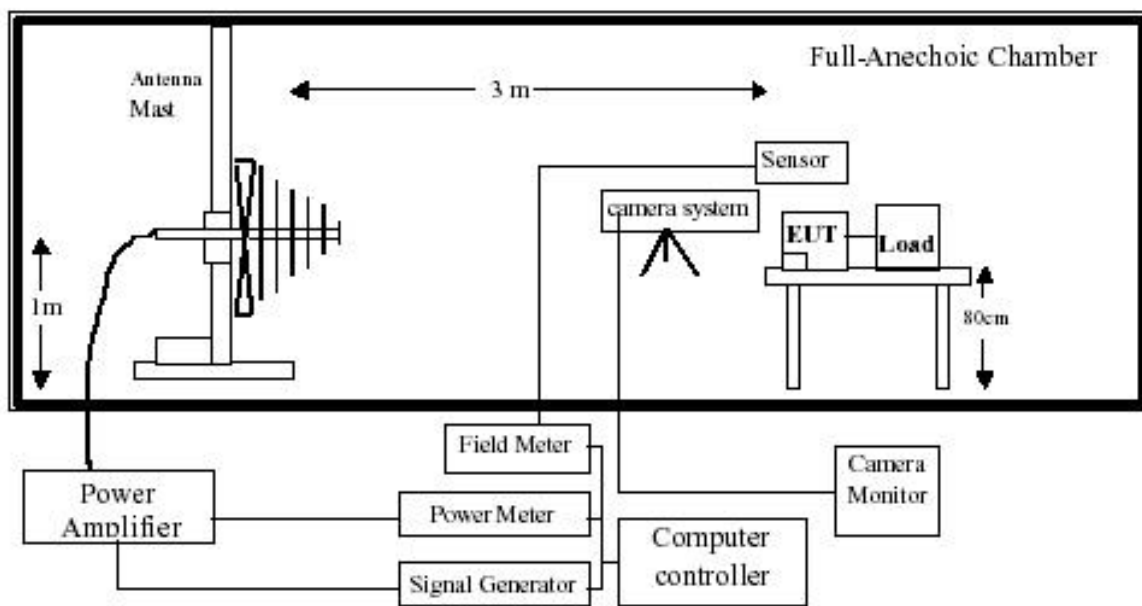 Full-Anechoic Chamber
Antenna
Mast
3 m
Sensor
camera system
EUT
Load
1m
80cm
Field Meter
Camera
Monitor
Power
Amplifier
Power Meter
Computer
controller
Signal Generator